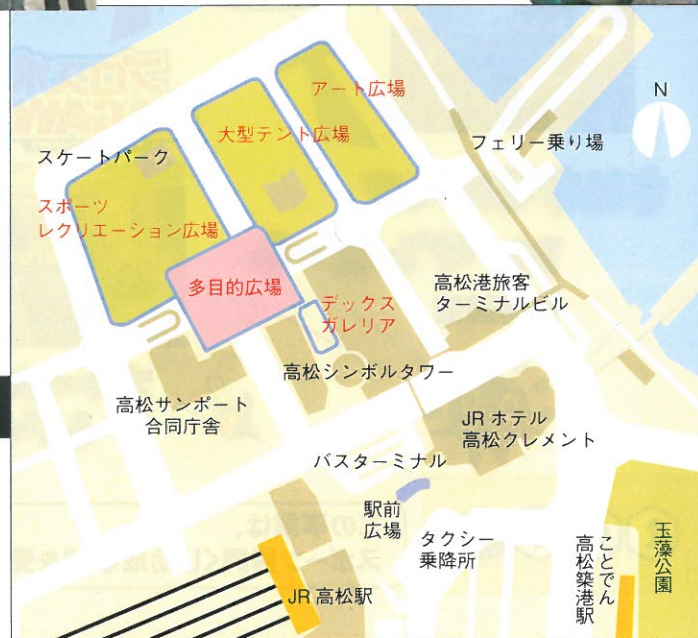 アート広場
大型テント広場
N
フェリー乗り場
スケートパーク
スポーツ
レクリエーション広場
多目的広場
デックス
ガレリア
高松港旅客
ターミナルビル
高松シンボルタワー
高松サンポート
合同庁舎
JR ホテル
高松クレメント
バスターミナル
駅前
広場
タクシー
乗降所
ことでん
高松築港駅
玉藻公園
JR 高松駅